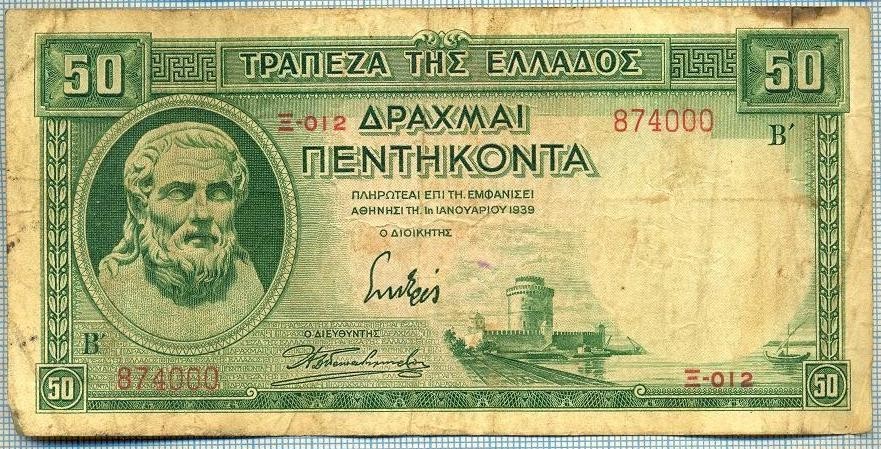 50 ΤΡΑΠΕΖΑ ΤΗΣ ΕΛΛΑΔΟΣ 50
Ξ-012 ΔΡΑΧΜΑΙ 874000
Β′
ΠΕΝΤΗΚΟΝΤΑ
ΠΛΗΡΩΤΕΑΙ ΕΠΙ ΤΗ. ΕΜΦΑΝΙΣΕΙ
ΑΘΗΝΗΣΙ ΤΗ. 1η ΙΑΝΟΥΑΡΙΟΥ 1939
Ο ΔΙΟΙΚΗΤΗΣ
Ο ΔΙΕΥΘΥΝΤΗΣ
Β′
50 874000 Ξ-012 50